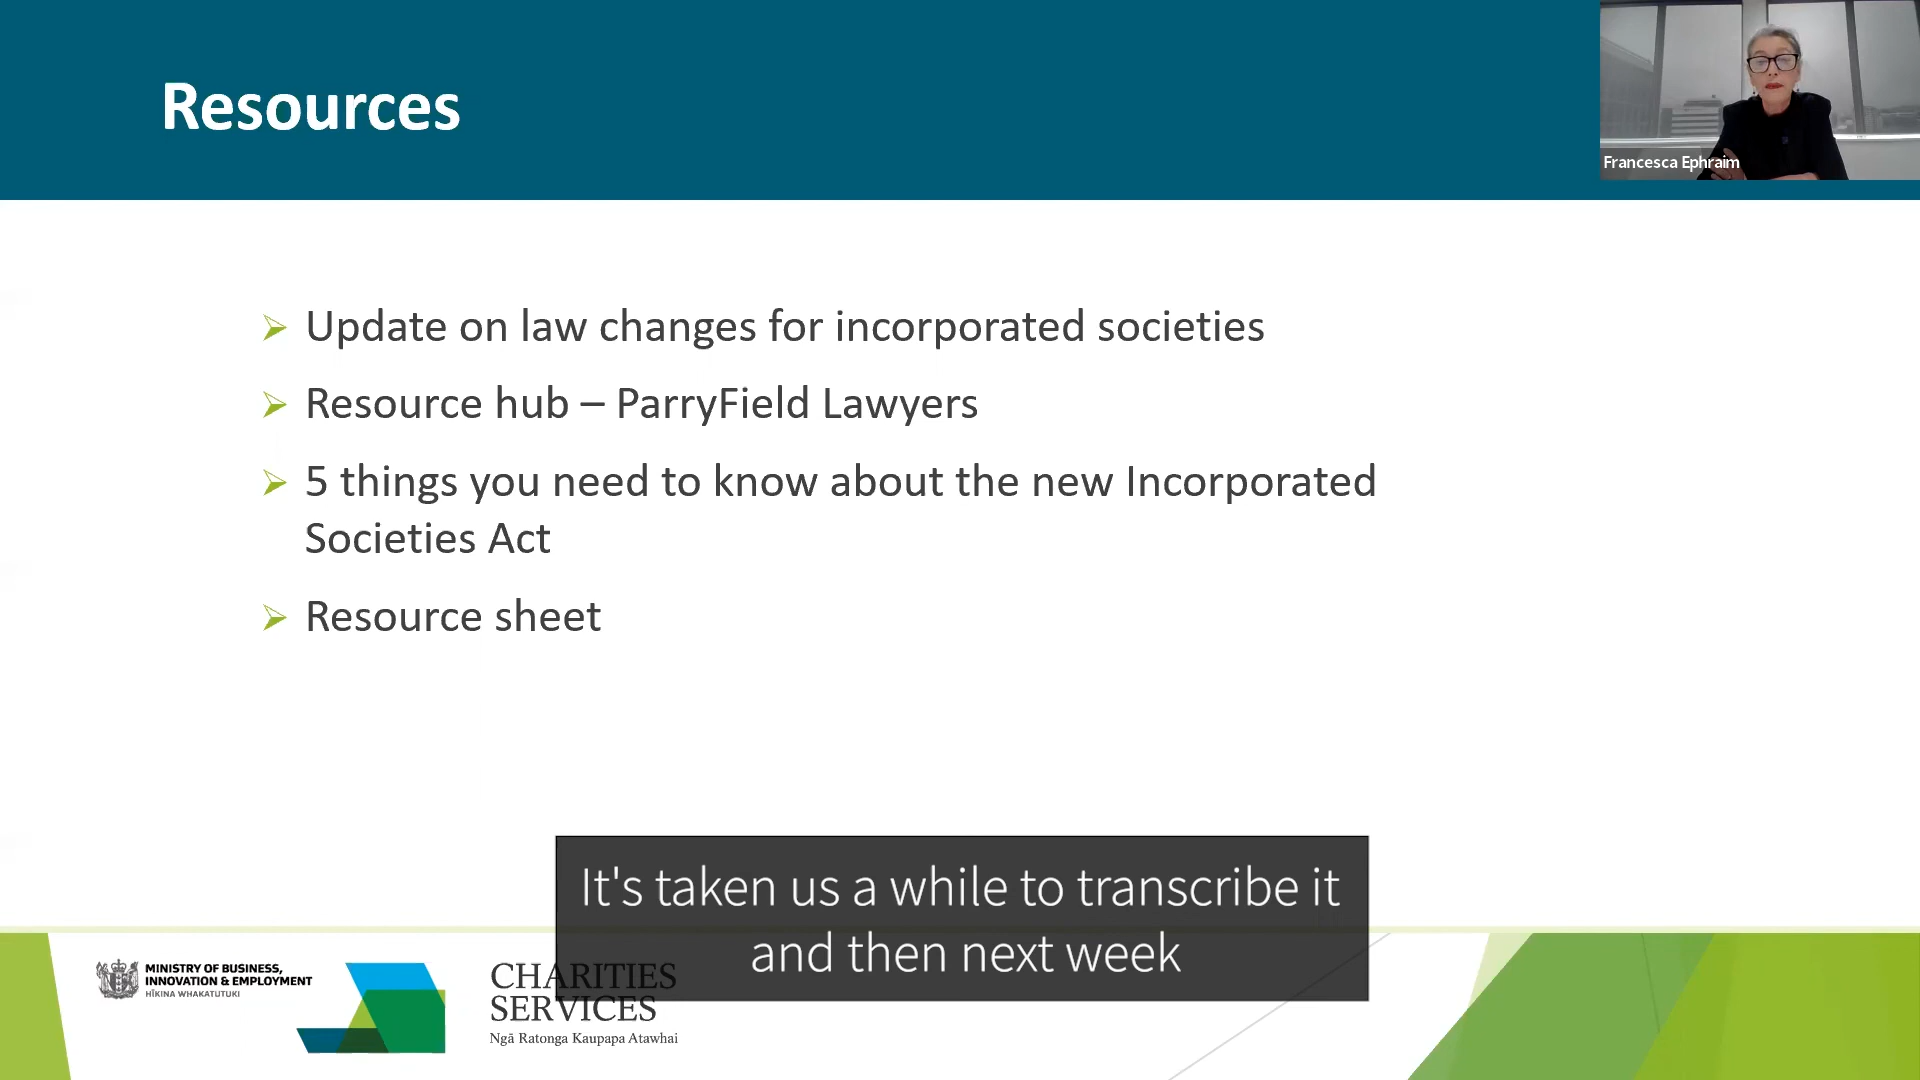 Resources
Francesca Ephraim
Update on law changes for incorporated societies
Resource hub – ParryField Lawyers
5 things you need to know about the new Incorporated
Societies Act
Resource sheet
It's taken us a while to transcribe it
and then next week
MINISTRY OF BUSINESS,
INNOVATION & EMPLOYMENT
HĪKINA WHAKATUTUKI
CHARITIES
SERVICES
Ngā Ratonga Kaupapa Atawhai